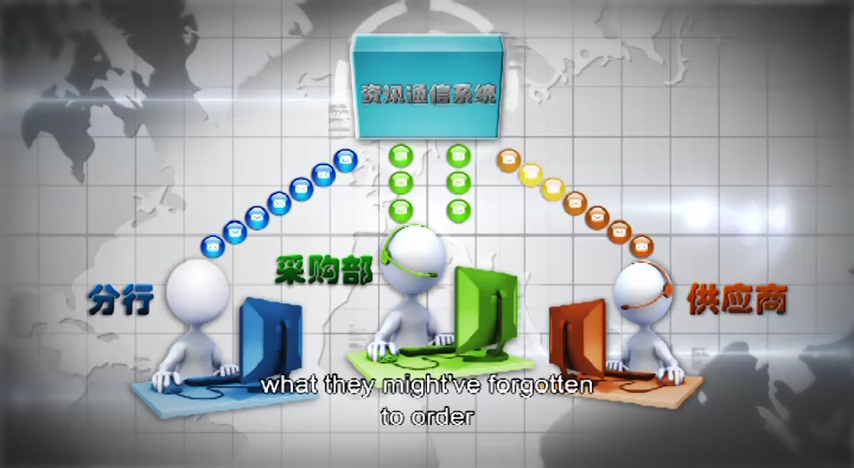 资讯通信系统
采购部
分行
供应商
what they might've forgotten
to order